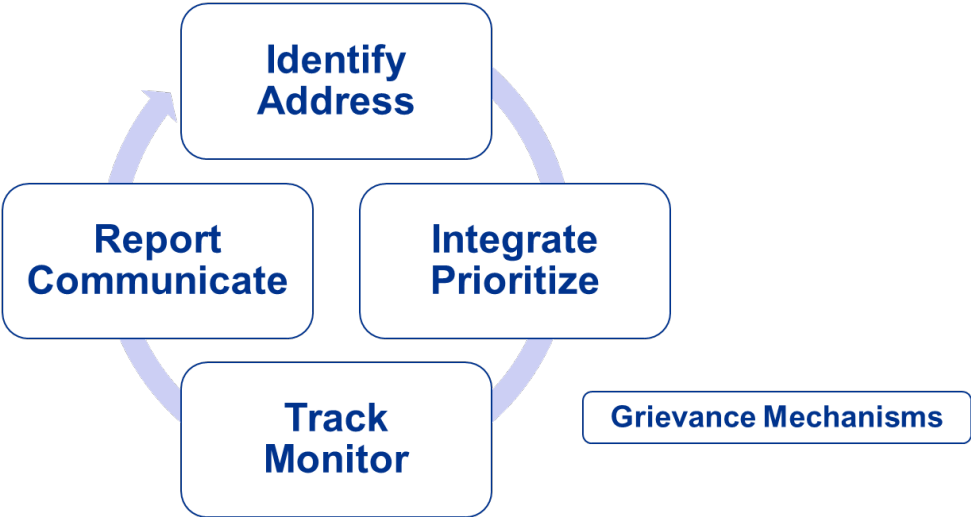 Identify
Address
Integrate
Prioritize
Track
Monitor
Report
Communicate
Grievance Mechanisms